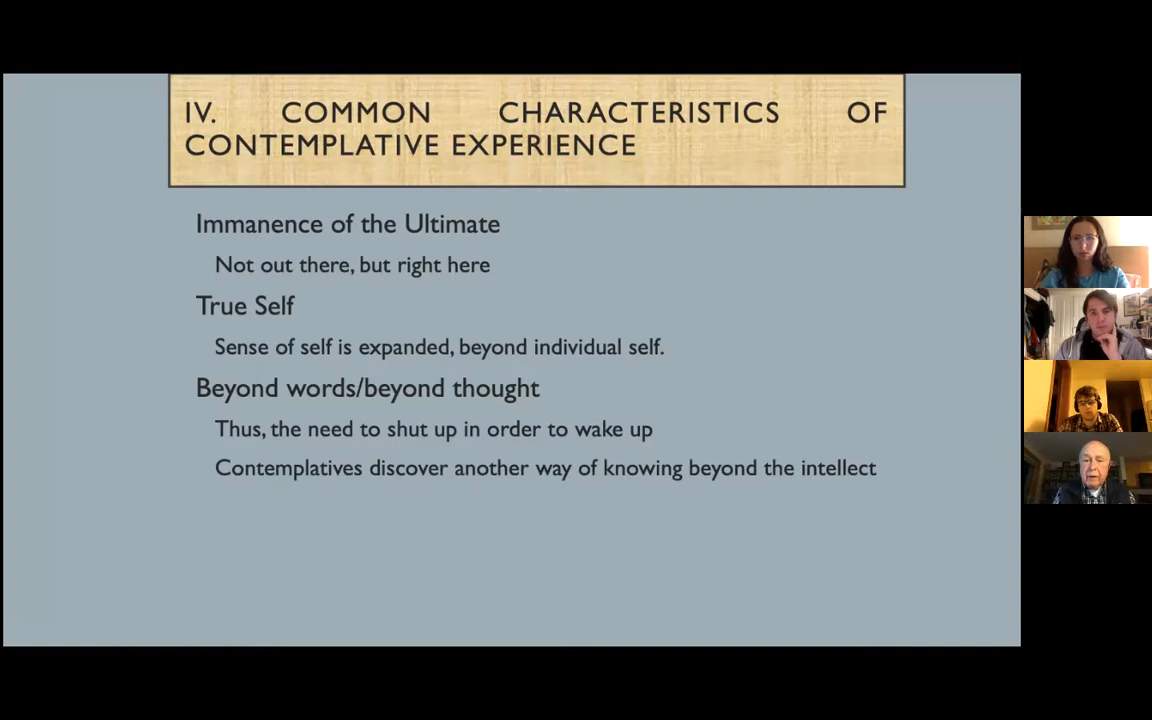 IV. COMMON CHARACTERISTICS OF
CONTEMPLATIVE EXPERIENCE
Immanence of the Ultimate
Not out there, but right here
True Self
Sense of self is expanded, beyond individual self.
Beyond words/beyond thought
Thus, the need to shut up in order to wake up
Contemplatives discover another way of knowing beyond the intellect